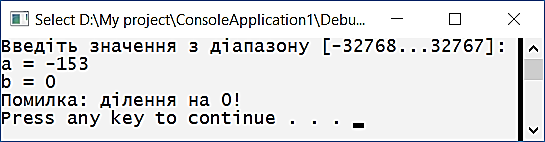 Select D:\My project\ConsoleApplication1\Debu...
Введіть значення з діапазону [-32768...32767]:
a = -153
b = 0
Помилка: ділення на 0!
Press any key to continue . . .